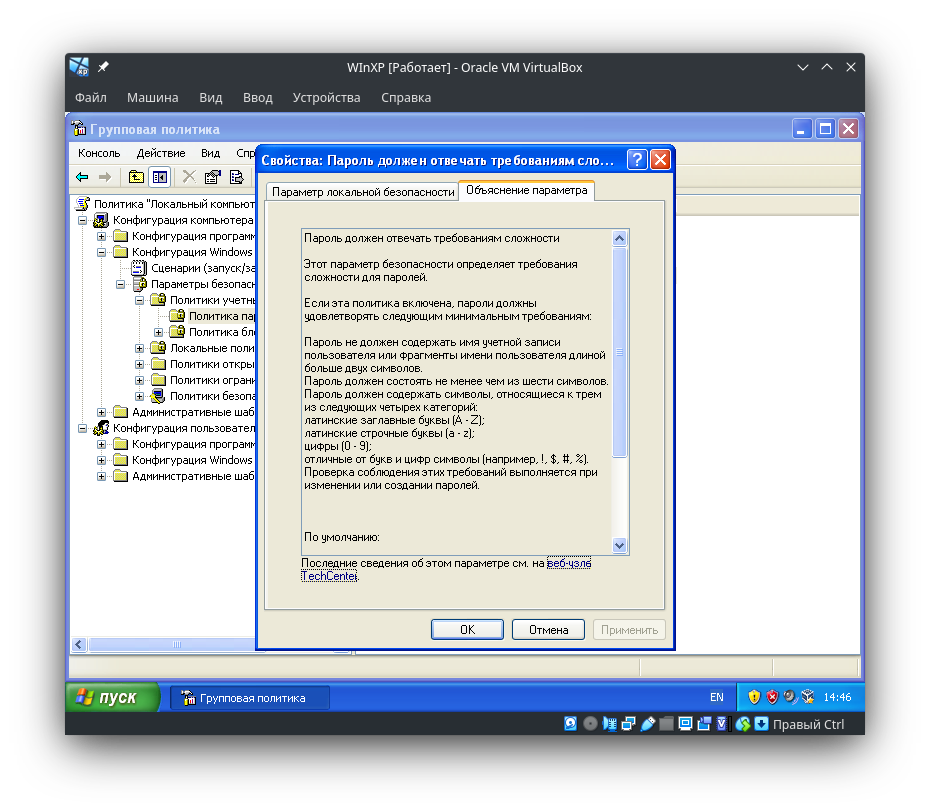 WInXP [Работает] - Oracle VM VirtualBox
Файл Машина Вид Ввод Устройства Справка
Групповая политика
Консоль Действие Вид Спр
Свойства: Пароль должен отвечать требованиям сло...
Параметр локальной безопасности Объяснение параметра
Политика "Локальный компьют
Конфигурация компьютера
Конфигурация програм
Конфигурация Windows
Сценарии (запуск/за
Параметры безопас
Политики учетн
Политика па
Политика бл
Локальные поли
Политики откры
Политики ограни
Политики безопа
Административные шаб
Конфигурация пользовател
Конфигурация програм
Конфигурация Windows
Административные шаб
Пароль должен отвечать требованиям сложности
Этот параметр безопасности определяет требования
сложности для паролей.
Если эта политика включена, пароли должны
удовлетворять следующим минимальным требованиям:
Пароль не должен содержать имя учетной записи
пользователя или фрагменты имени пользователя длиной
больше двух символов.
Пароль должен состоять не менее чем из шести символов.
Пароль должен содержать символы, относящиеся к трем
из следующих четырех категорий:
латинские заглавные буквы (A - Z);
латинские строчные буквы (a - z);
цифры (0 - 9);
отличные от букв и цифр символы (например, !, $, #, %).
Проверка соблюдения этих требований выполняется при
изменении или создании паролей.
По умолчанию:
Последние сведения об этом параметре см. на веб-узле
TechCenter.
OK Отмена Применить
пуск Групповая политика EN 14:46
Правый Ctrl